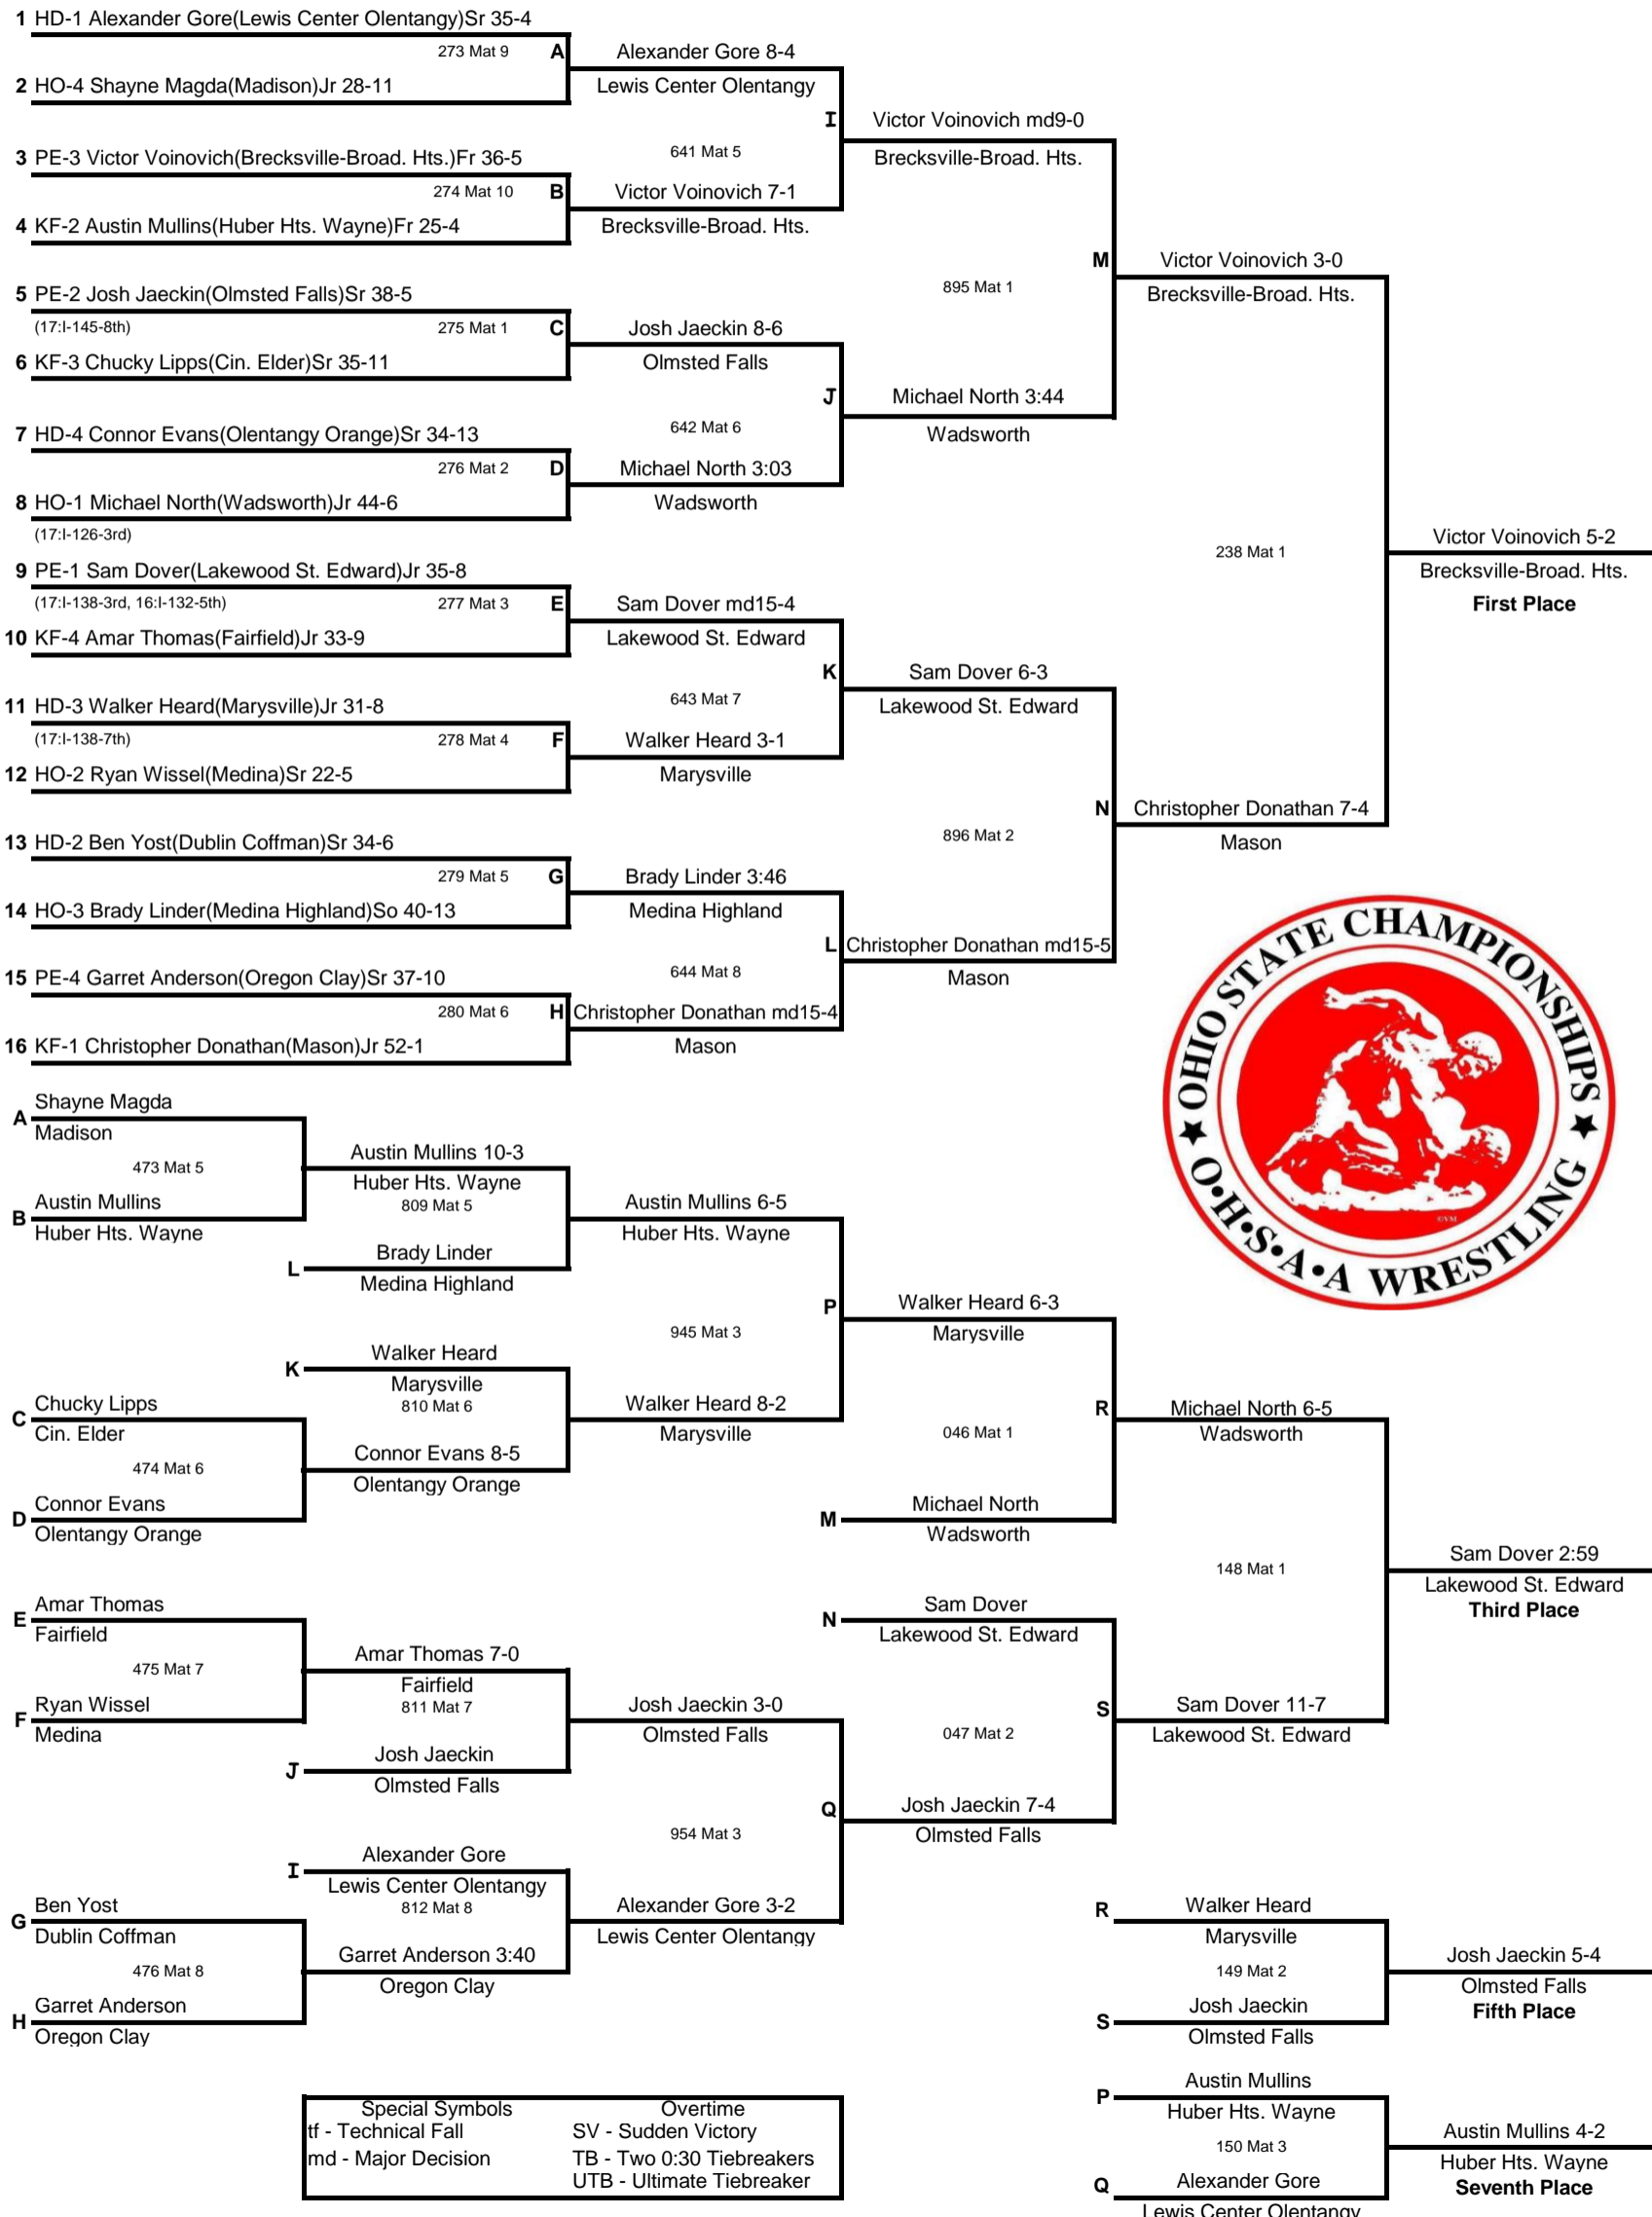 1 HD-1 Alexander Gore(Lewis Center Olentangy)Sr 35-4
273 Mat 9 A
2 HO-4 Shayne Magda(Madison)Jr 28-11
Alexander Gore 8-4
Lewis Center Olentangy
3 PE-3 Victor Voinovich(Brecksville-Broad. Hts.)Fr 36-5
274 Mat 10 B
4 KF-2 Austin Mullins(Huber Hts. Wayne)Fr 25-4
641 Mat 5
I
Victor Voinovich 7-1
Brecksville-Broad. Hts.
Victor Voinovich md9-0
Brecksville-Broad. Hts.
5 PE-2 Josh Jaeckin(Olmsted Falls)Sr 38-5
(17:I-145-8th)
275 Mat 1 C
6 KF-3 Chucky Lipps(Cin. Elder)Sr 35-11
Josh Jaeckin 8-6
Olmsted Falls
7 HD-4 Connor Evans(Olentangy Orange)Sr 34-13
276 Mat 2 D
8 HO-1 Michael North(Wadsworth)Jr 44-6
(17:I-126-3rd)
642 Mat 6
J
Michael North 3:03
Wadsworth
Michael North 3:44
Wadsworth
895 Mat 1
M
Victor Voinovich 3-0
Brecksville-Broad. Hts.
9 PE-1 Sam Dover(Lakewood St. Edward)Jr 35-8
(17:I-138-3rd, 16:I-132-5th)
277 Mat 3 E
10 KF-4 Amar Thomas(Fairfield)Jr 33-9
Sam Dover md15-4
Lakewood St. Edward
11 HD-3 Walker Heard(Marysville)Jr 31-8
(17:I-138-7th)
278 Mat 4 F
12 HO-2 Ryan Wissel(Medina)Sr 22-5
643 Mat 7
K
Walker Heard 3-1
Marysville
Sam Dover 6-3
Lakewood St. Edward
13 HD-2 Ben Yost(Dublin Coffman)Sr 34-6
279 Mat 5 G
14 HO-3 Brady Linder(Medina Highland)So 40-13
Brady Linder 3:46
Medina Highland
15 PE-4 Garret Anderson(Oregon Clay)Sr 37-10
280 Mat 6 H
16 KF-1 Christopher Donathan(Mason)Jr 52-1
644 Mat 8
L
Christopher Donathan md15-4
Mason
Christopher Donathan md15-5
Mason
896 Mat 2
N
Christopher Donathan 7-4
Mason
238 Mat 1
Victor Voinovich 5-2
Brecksville-Broad. Hts.
First Place
★ OHIO STATE CHAMPIONSHIPS ★
O•H•S•A•A WRESTLING
©VM
A
Shayne Magda
Madison
473 Mat 5
B
Austin Mullins
Huber Hts. Wayne
Austin Mullins 10-3
Huber Hts. Wayne
809 Mat 5
L
Brady Linder
Medina Highland
Austin Mullins 6-5
Huber Hts. Wayne
K
Walker Heard
Marysville
810 Mat 6
C
Chucky Lipps
Cin. Elder
474 Mat 6
D
Connor Evans
Olentangy Orange
Connor Evans 8-5
Olentangy Orange
945 Mat 3
Walker Heard 8-2
Marysville
P
Walker Heard 6-3
Marysville
046 Mat 1
M
Michael North
Wadsworth
R
Michael North 6-5
Wadsworth
E
Amar Thomas
Fairfield
475 Mat 7
F
Ryan Wissel
Medina
Amar Thomas 7-0
Fairfield
811 Mat 7
J
Josh Jaeckin
Olmsted Falls
Josh Jaeckin 3-0
Olmsted Falls
I
Alexander Gore
Lewis Center Olentangy
812 Mat 8
G
Ben Yost
Dublin Coffman
476 Mat 8
H
Garret Anderson
Oregon Clay
Garret Anderson 3:40
Oregon Clay
954 Mat 3
Alexander Gore 3-2
Lewis Center Olentangy
N
Sam Dover
Lakewood St. Edward
047 Mat 2
Q
Josh Jaeckin 7-4
Olmsted Falls
S
Sam Dover 11-7
Lakewood St. Edward
148 Mat 1
Sam Dover 2:59
Lakewood St. Edward
Third Place
R
Walker Heard
Marysville
149 Mat 2
S
Josh Jaeckin
Olmsted Falls
Josh Jaeckin 5-4
Olmsted Falls
Fifth Place
P
Austin Mullins
Huber Hts. Wayne
150 Mat 3
Q
Alexander Gore
Lewis Center Olentangy
Austin Mullins 4-2
Huber Hts. Wayne
Seventh Place
Special Symbols Overtime
tf - Technical Fall SV - Sudden Victory
md - Major Decision TB - Two 0:30 Tiebreakers
UTB - Ultimate Tiebreaker